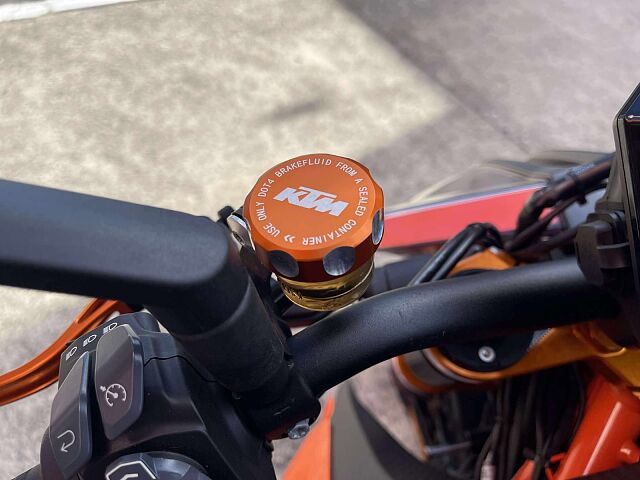 USE ONLY DOT4 BRAKEFLUID FROM A SEALED CONTAINER >>
KTM